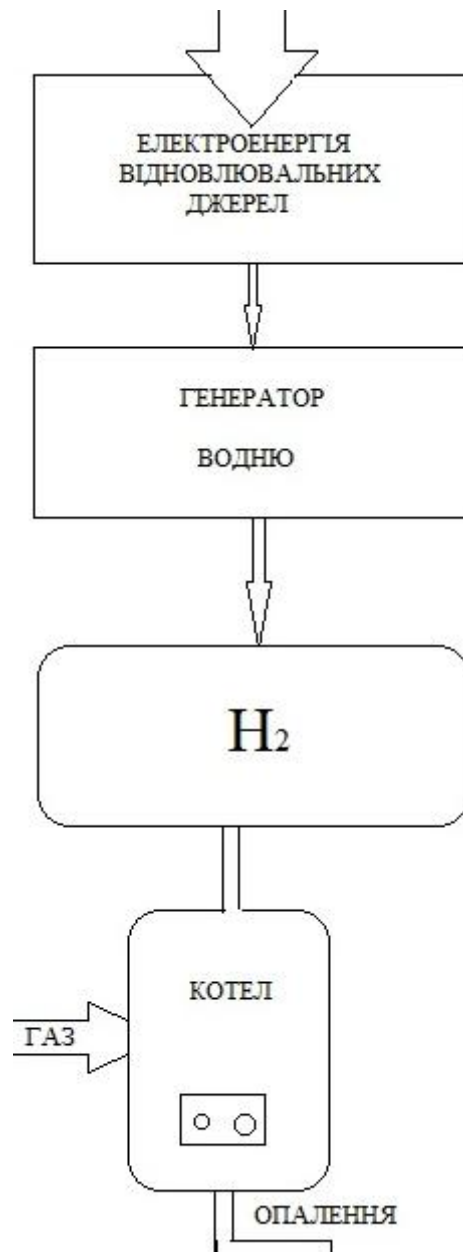 ЕЛЕКТРОЕНЕРГІЯ
ВІДНОВЛЮВАЛЬНИХ
ДЖЕРЕЛ
ГЕНЕРАТОР
ВОДНЮ
H₂
КОТЕЛ
ГАЗ
ОПАЛЕННЯ